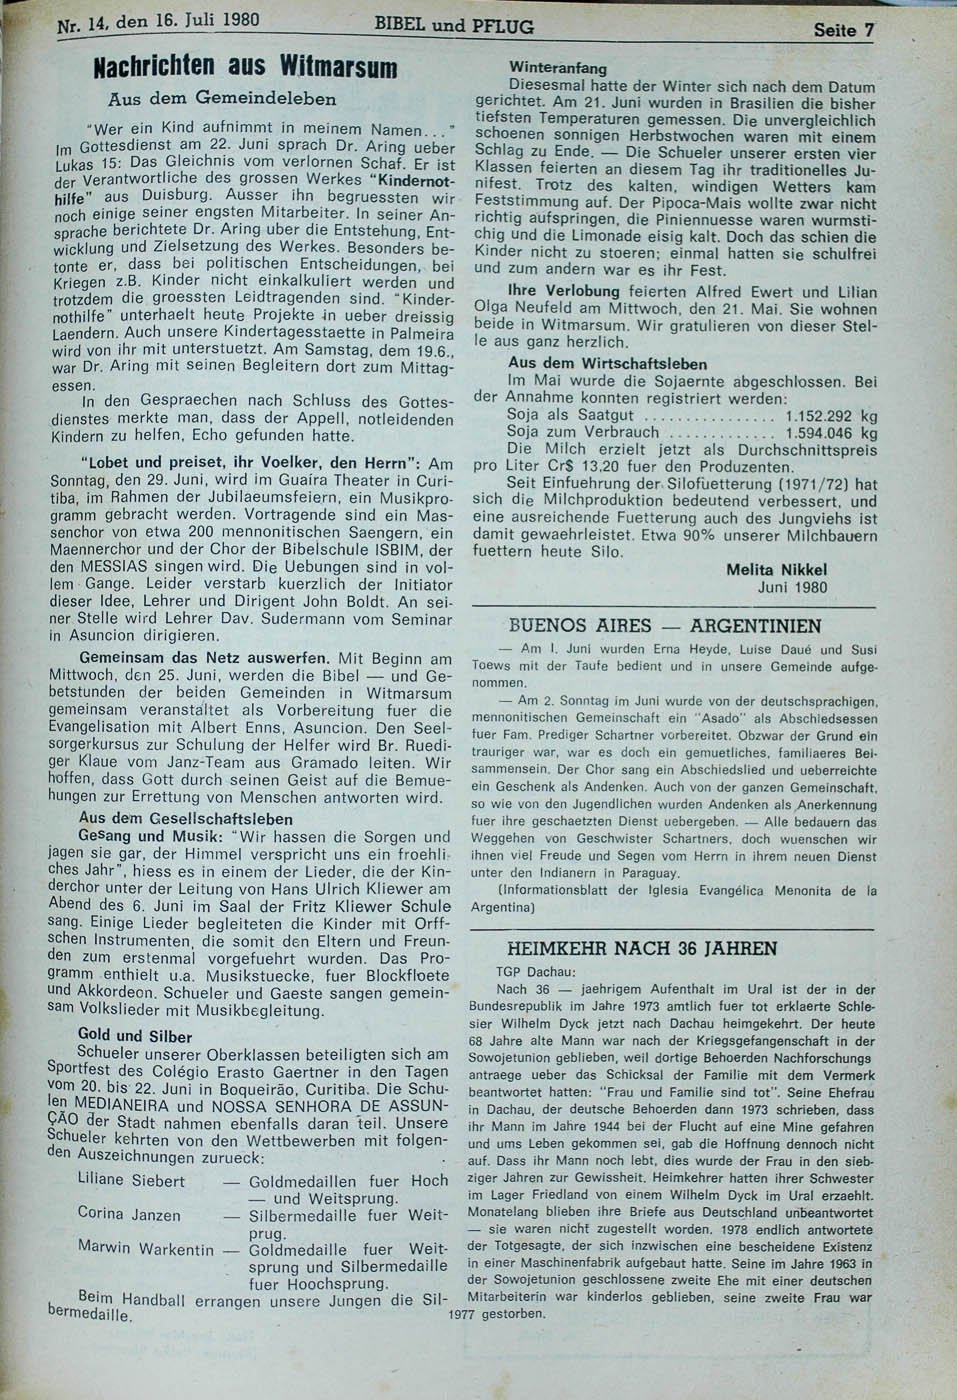 Nr. 14, den 16. Juli 1980
BIBEL und PFLUG
Seite 7
Nachrichten aus Witmarsum
Aus dem Gemeindeleben
"Wer ein Kind aufnimmt in meinem Namen..."
Im Gottesdienst am 22. Juni sprach Dr. Aring ueber
Lukas 15: Das Gleichnis vom verlornen Schaf. Er ist
der Verantwortliche des grossen Werkes "Kindernot-
hilfe" aus Duisburg. Ausser ihn begruessten wir
noch einige seiner engsten Mitarbeiter. In seiner An-
sprache berichtete Dr. Aring uber die Entstehung, Ent-
wicklung und Zielsetzung des Werkes. Besonders be-
tonte er, dass bei politischen Entscheidungen, bei
Kriegen z.B. Kinder nicht einkalkuliert werden und
trotzdem die groessten Leidtragenden sind. "Kinder-
nothilfe" unterhaelt heute Projekte in ueber dreissig
Laendern. Auch unsere Kindertagesstaette in Palmeira
wird von ihr mit unterstuetzt. Am Samstag, dem 19.6.,
war Dr. Aring mit seinen Begleitern dort zum Mittag-
essen.
In den Gespraechen nach Schluss des Gottes-
dienstes merkte man, dass der Appell, notleidenden
Kindern zu helfen, Echo gefunden hatte.
"Lobet und preiset, ihr Voelker, den Herrn": Am
Sonntag, den 29. Juni, wird im Guaíra Theater in Curi-
tiba, im Rahmen der Jubilaeumsfeiern, ein Musikpro-
gramm gebracht werden. Vortragende sind ein Mas-
senchor von etwa 200 mennonitischen Saengern, ein
Maennerchor und der Chor der Bibelschule ISBIM, der
den MESSIAS singen wird. Die Uebungen sind in vol-
lem Gange. Leider verstarb kuerzlich der Initiator
dieser Idee, Lehrer und Dirigent John Boldt. An sei-
ner Stelle wird Lehrer Dav. Sudermann vom Seminar
in Asuncion dirigieren.
Gemeinsam das Netz auswerfen. Mit Beginn am
Mittwoch, den 25. Juni, werden die Bibel — und Ge-
betstunden der beiden Gemeinden in Witmarsum
gemeinsam veranstaltet als Vorbereitung fuer die
Evangelisation mit Albert Enns, Asuncion. Den Seel-
sorgerkursus zur Schulung der Helfer wird Br. Ruedi-
ger Klaue vom Janz-Team aus Gramado leiten. Wir
hoffen, dass Gott durch seinen Geist auf die Bemue-
hungen zur Errettung von Menschen antworten wird.
Aus dem Gesellschaftsleben
Gesang und Musik: "Wir hassen die Sorgen und
jagen sie gar, der Himmel verspricht uns ein froehli-
ches Jahr", hiess es in einem der Lieder, die der Kin-
derchor unter der Leitung von Hans Ulrich Kliewer am
Abend des 6. Juni im Saal der Fritz Kliewer Schule
sang. Einige Lieder begleiteten die Kinder mit Orff-
schen Instrumenten, die somit den Eltern und Freun-
den zum erstenmal vorgefuehrt wurden. Das Pro-
gramm enthielt u.a. Musikstuecke, fuer Blockfloete
und Akkordeon. Schueler und Gaeste sangen gemein-
sam Volkslieder mit Musikbegleitung.
Gold und Silber
Schueler unserer Oberklassen beteiligten sich am
Sportfest des Colégio Erasto Gaertner in den Tagen
vom 20. bis 22. Juni in Boqueirão, Curitiba. Die Schu-
len MEDIANEIRA und NOSSA SENHORA DE ASSUN-
ÇÃO der Stadt nahmen ebenfalls daran teil. Unsere
Schueler kehrten von den Wettbewerben mit folgen-
den Auszeichnungen zurueck:
Liliane Siebert — Goldmedaillen fuer Hoch
— und Weitsprung.
Corina Janzen — Silbermedaille fuer Weit-
prug.
Marwin Warkentin — Goldmedaille fuer Weit-
sprung und Silbermedaille
fuer Hoochsprung.
Beim Handball errangen unsere Jungen die Sil-
bermedaille.
Winteranfang
Diesesmal hatte der Winter sich nach dem Datum
gerichtet. Am 21. Juni wurden in Brasilien die bisher
tiefsten Temperaturen gemessen. Die unvergleichlich
schoenen sonnigen Herbstwochen waren mit einem
Schlag zu Ende. — Die Schueler unserer ersten vier
Klassen feierten an diesem Tag ihr traditionelles Ju-
nifest. Trotz des kalten, windigen Wetters kam
Feststimmung auf. Der Pipoca-Mais wollte zwar nicht
richtig aufspringen, die Piniennuesse waren wurmsti-
chig und die Limonade eisig kalt. Doch das schien die
Kinder nicht zu stoeren; einmal hatten sie schulfrei
und zum andern war es ihr Fest.
Ihre Verlobung feierten Alfred Ewert und Lilian
Olga Neufeld am Mittwoch, den 21. Mai. Sie wohnen
beide in Witmarsum. Wir gratulieren von dieser Stel-
le aus ganz herzlich.
Aus dem Wirtschaftsleben
Im Mai wurde die Sojaernte abgeschlossen. Bei
der Annahme konnten registriert werden:
Soja als Saatgut ............... 1.152.292 kg
Soja zum Verbrauch ............. 1.594.046 kg
Die Milch erzielt jetzt als Durchschnittspreis
pro Liter Cr$ 13,20 fuer den Produzenten.
Seit Einfuehrung der Silofuetterung (1971/72) hat
sich die Milchproduktion bedeutend verbessert, und
eine ausreichende Fuetterung auch des Jungviehs ist
damit gewaehrleistet. Etwa 90% unserer Milchbauern
fuettern heute Silo.
Melita Nikkel
Juni 1980
BUENOS AIRES — ARGENTINIEN
— Am I. Juni wurden Erna Heyde, Luise Daué und Susi
Toews mit der Taufe bedient und in unsere Gemeinde aufge-
nommen.
— Am 2. Sonntag im Juni wurde von der deutschsprachigen,
mennonitischen Gemeinschaft ein "Asado" als Abschiedsessen
fuer Fam. Prediger Schartner vorbereitet. Obzwar der Grund ein
trauriger war, war es doch ein gemuetliches, familiaeres Bei-
sammensein. Der Chor sang ein Abschiedslied und ueberreichte
ein Geschenk als Andenken. Auch von der ganzen Gemeinschaft,
so wie von den Jugendlichen wurden Andenken als Anerkennung
fuer ihre geschaetzten Dienst uebergeben. — Alle bedauern das
Weggehen von Geschwister Schartners, doch wuenschen wir
ihnen viel Freude und Segen vom Herrn in ihrem neuen Dienst
unter den Indianern in Paraguay.
(Informationsblatt der Iglesia Evangélica Menonita de la
Argentina)
HEIMKEHR NACH 36 JAHREN
TGP Dachau:
Nach 36 — jaehrigem Aufenthalt im Ural ist der in der
Bundesrepublik im Jahre 1973 amtlich fuer tot erklaerte Schle-
sier Wilhelm Dyck jetzt nach Dachau heimgekehrt. Der heute
68 Jahre alte Mann war nach der Kriegsgefangenschaft in der
Sowojetunion geblieben, weil dortige Behoerden Nachforschungs
antraege ueber das Schicksal der Familie mit dem Vermerk
beantwortet hatten: "Frau und Familie sind tot". Seine Ehefrau
in Dachau, der deutsche Behoerden dann 1973 schrieben, dass
ihr Mann im Jahre 1944 bei der Flucht auf eine Mine gefahren
und ums Leben gekommen sei, gab die Hoffnung dennoch nicht
auf. Dass ihr Mann noch lebt, dies wurde der Frau in den sieb-
ziger Jahren zur Gewissheit. Heimkehrer hatten ihrer Schwester
im Lager Friedland von einem Wilhelm Dyck im Ural erzaehlt.
Monatelang blieben ihre Briefe aus Deutschland unbeantwortet
— sie waren nicht zugestellt worden. 1978 endlich antwortete
der Totgesagte, der sich inzwischen eine bescheidene Existenz
in einer Maschinenfabrik aufgebaut hatte. Seine im Jahre 1963 in
der Sowojetunion geschlossene zweite Ehe mit einer deutschen
Mitarbeiterin war kinderlos geblieben, seine zweite Frau war
1977 gestorben.